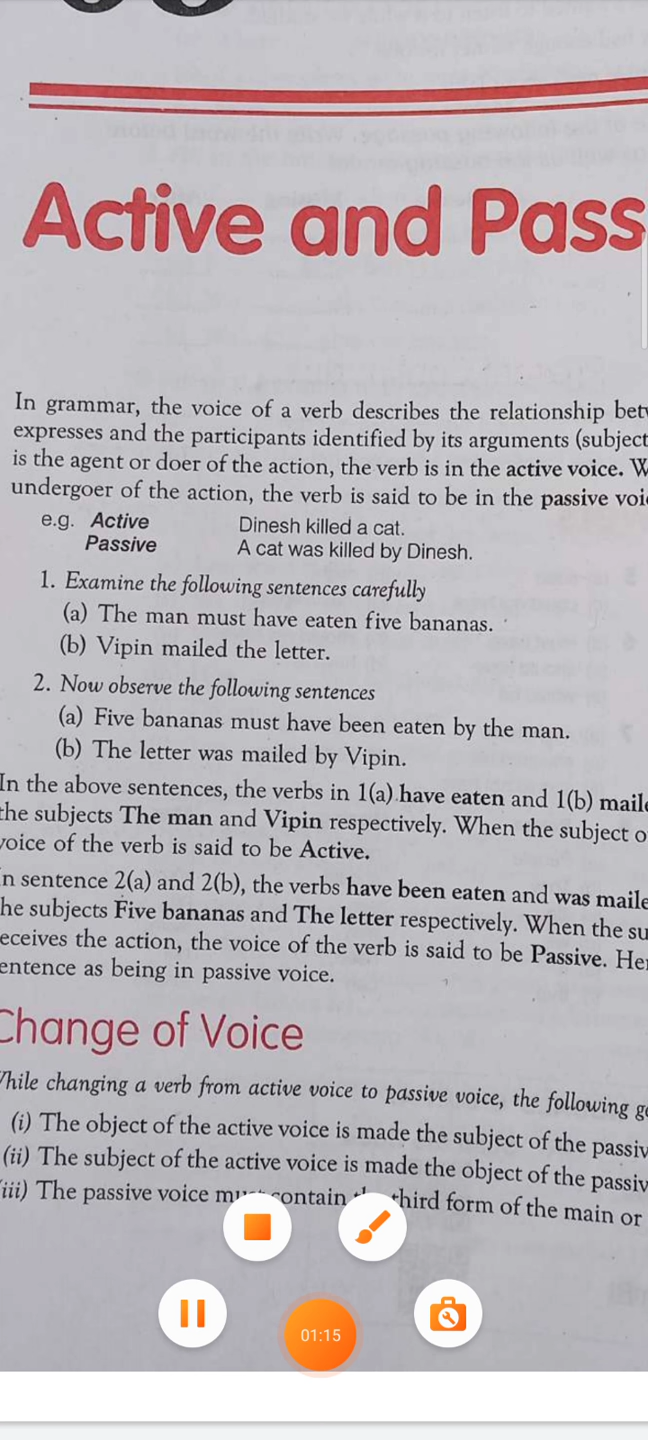 Active and Pass
In grammar, the voice of a verb describes the relationship
expresses and the participants identified by its arguments (subject
is the agent or doer of the action, the verb is in the active voice. W
undergoer of the action, the verb is said to be in the passive
e.g. Active Dinesh killed a cat.
Passive A cat was killed by Dinesh.
1. Examine the following sentences carefully
(a) The man must have eaten five bananas.
(b) Vipin mailed the letter.
2. Now observe the following sentences
(a) Five bananas must have been eaten by the man.
(b) The letter was mailed by Vipin.
In the above sentences, the verbs in 1(a) have eaten and 1(b)
the subjects The man and Vipin respectively. When the subject
voice of the verb is said to be Active.
n sentence 2(a) and 2(b), the verbs have been eaten and was
he subjects Five bananas and The letter respectively. When the su
eceives the action, the voice of the verb is said to be Passive.
entence as being in passive voice.
Change of Voice
While changing a verb from active voice to passive voice, the following
(i) The object of the active voice is made the subject of the
(ii) The subject of the active voice is made the object of the
(iii) The passive voice contain third form of the main or
01:15